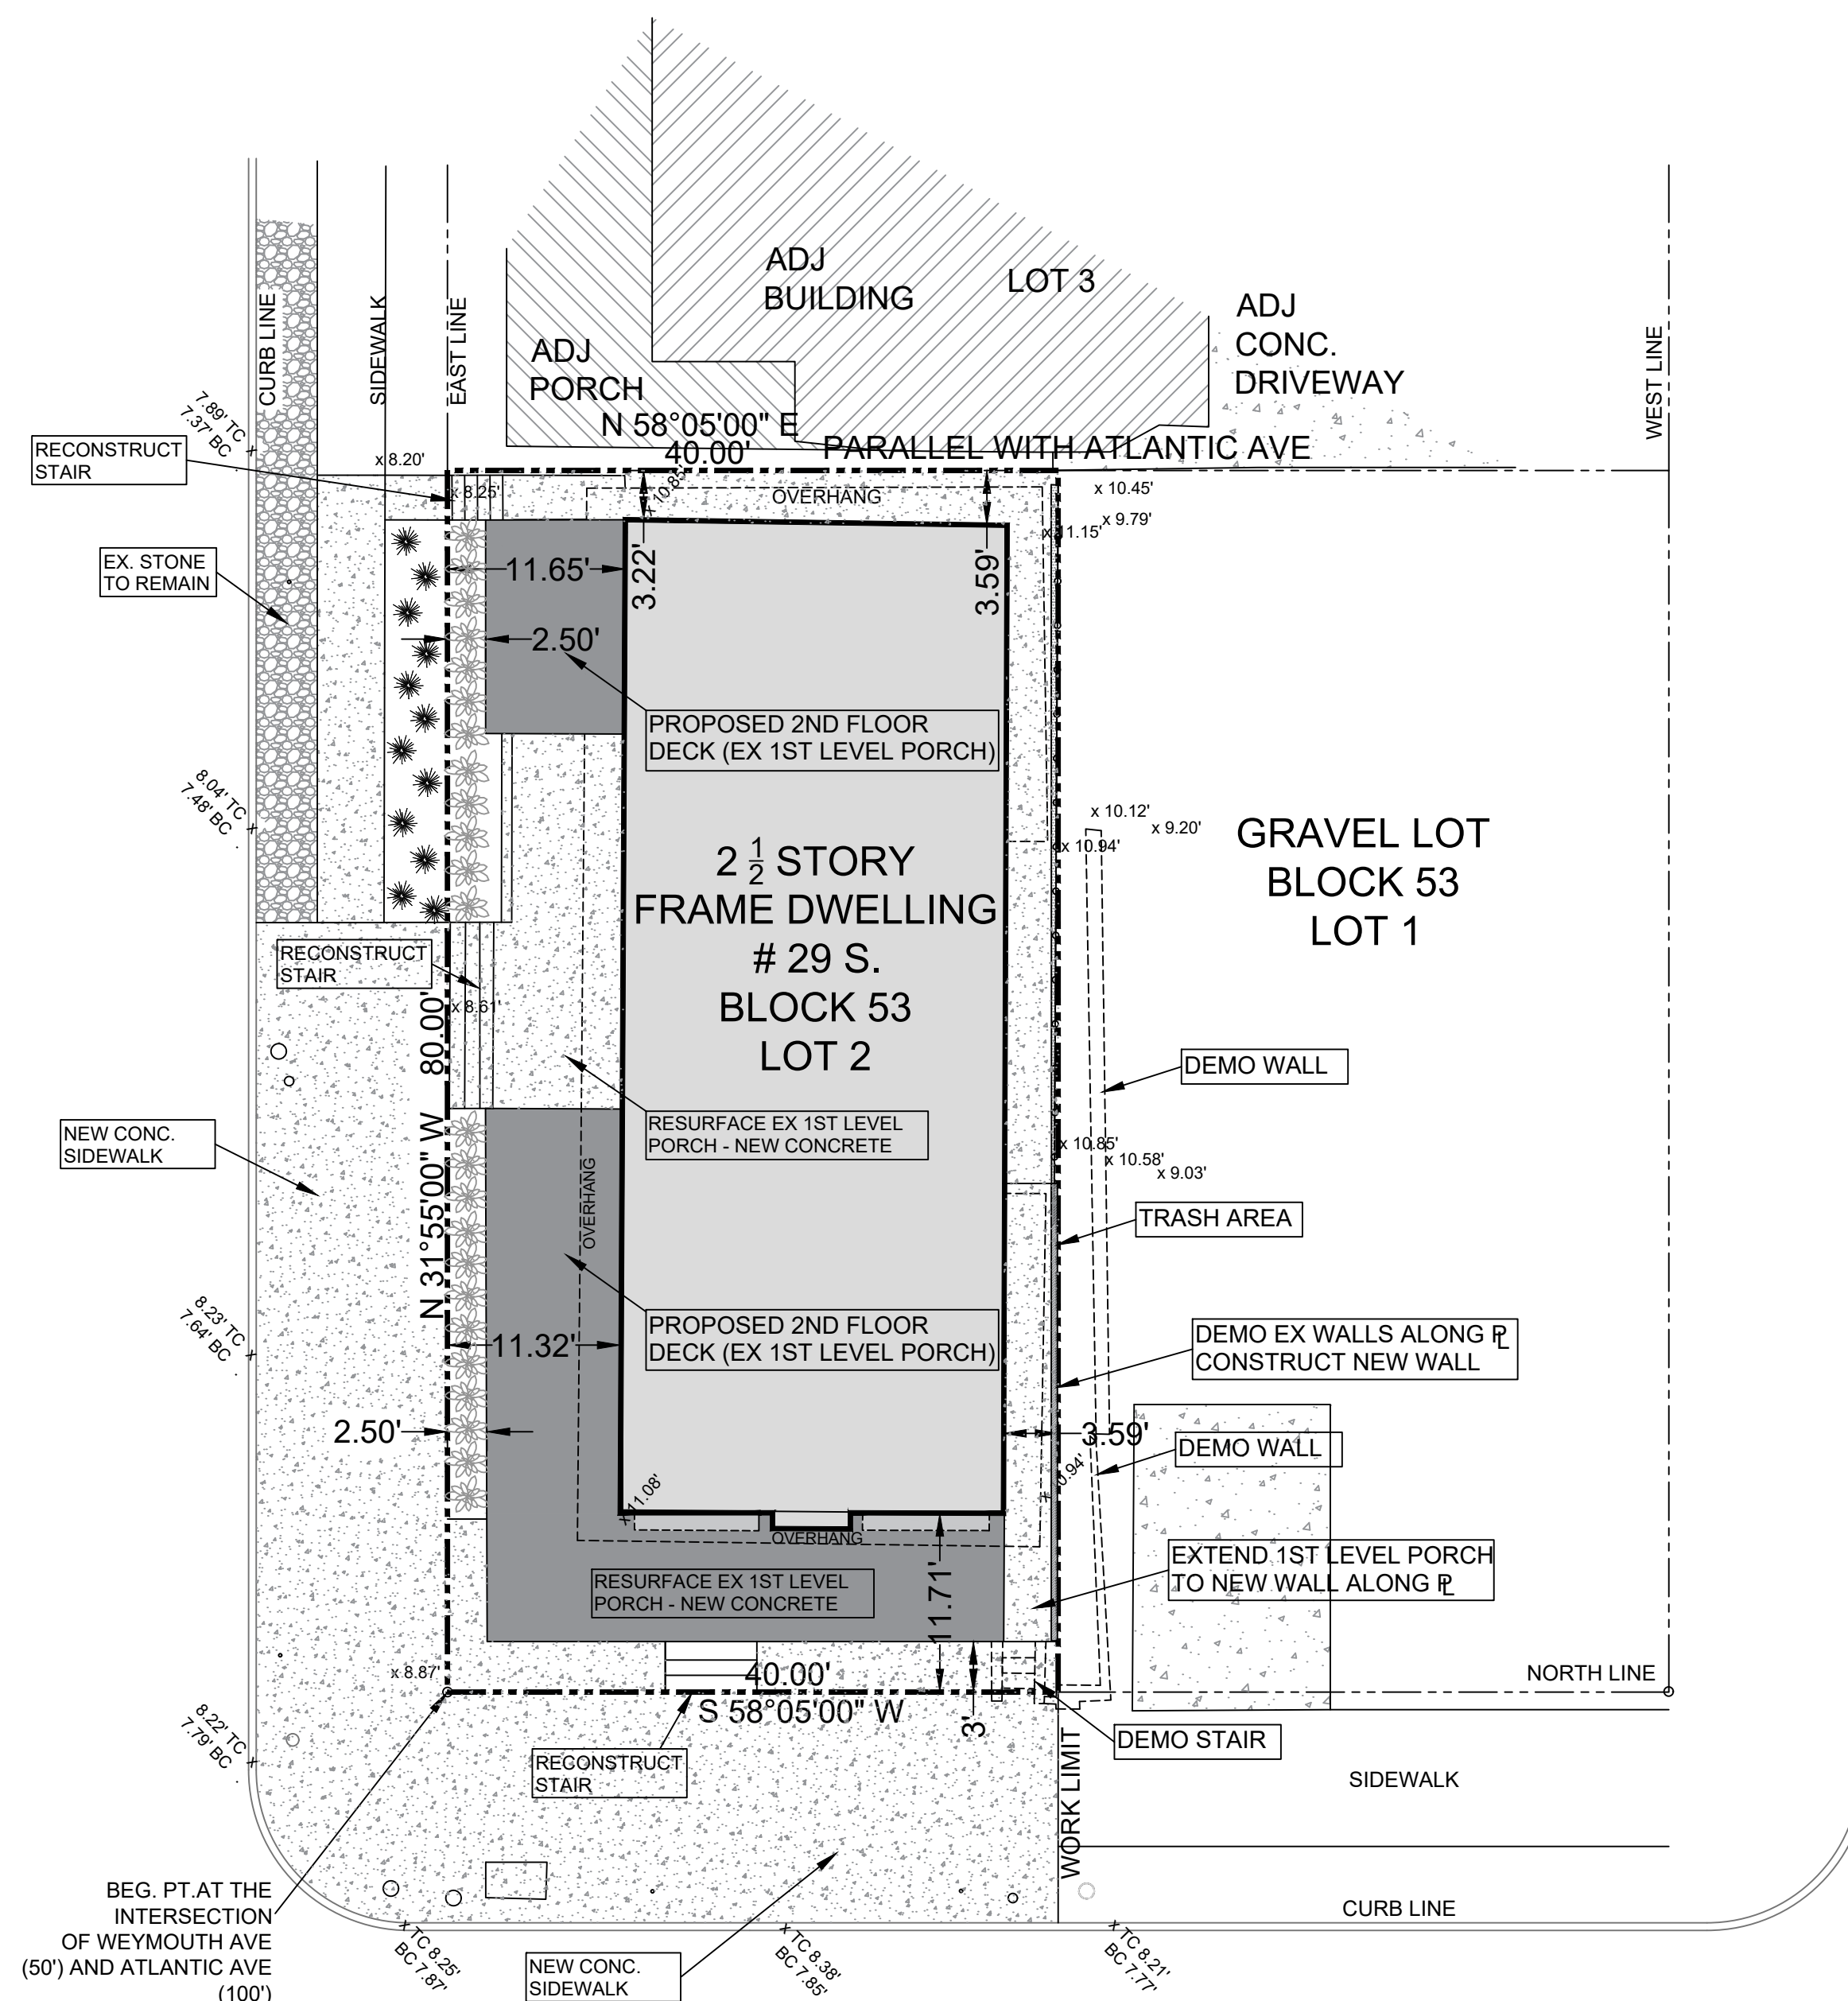 ADJ
BUILDING
LOT 3
ADJ
CONC.
DRIVEWAY
ADJ
PORCH
CURB LINE
SIDEWALK
EAST LINE
WEST LINE
N 58°05'00" E
40.00'
PARALLEL WITH ATLANTIC AVE
7.89' TC x
7.37' BC .
RECONSTRUCT
STAIR
x 8.20'
x 8.25'
x 10.85'
OVERHANG
x 10.45'
x 9.79'
x 11.15'
EX. STONE
TO REMAIN
11.65'
3.22'
3.59'
2.50'
PROPOSED 2ND FLOOR
DECK (EX 1ST LEVEL PORCH)
8.04' TC x
7.48' BC .
x 10.12'
x 9.20'
x 10.94'
2 1/2 STORY
FRAME DWELLING
# 29 S.
BLOCK 53
LOT 2
GRAVEL LOT
BLOCK 53
LOT 1
RECONSTRUCT
STAIR
x 8.61'
N 31°55'00" W 80.00'
DEMO WALL
NEW CONC.
SIDEWALK
RESURFACE EX 1ST LEVEL
PORCH - NEW CONCRETE
x 10.85'
x 10.58'
x 9.03'
OVERHANG
TRASH AREA
8.23' TC x
7.64' BC .
PROPOSED 2ND FLOOR
DECK (EX 1ST LEVEL PORCH)
11.32'
DEMO EX WALLS ALONG PL
CONSTRUCT NEW WALL
2.50'
3.59'
DEMO WALL
x 10.94'
x 11.08'
OVERHANG
EXTEND 1ST LEVEL PORCH
TO NEW WALL ALONG PL
RESURFACE EX 1ST LEVEL
PORCH - NEW CONCRETE
11.71'
x 8.87'
40.00'
S 58°05'00" W
3'
NORTH LINE
8.22' TC x
7.79' BC .
DEMO STAIR
RECONSTRUCT
STAIR
WORK LIMIT
SIDEWALK
BEG. PT.AT THE
INTERSECTION
OF WEYMOUTH AVE
(50') AND ATLANTIC AVE
(100')
CURB LINE
x TC 8.25'
BC 7.87'
x TC 8.38'
BC 7.85'
x TC 8.21'
BC 7.77'
NEW CONC.
SIDEWALK